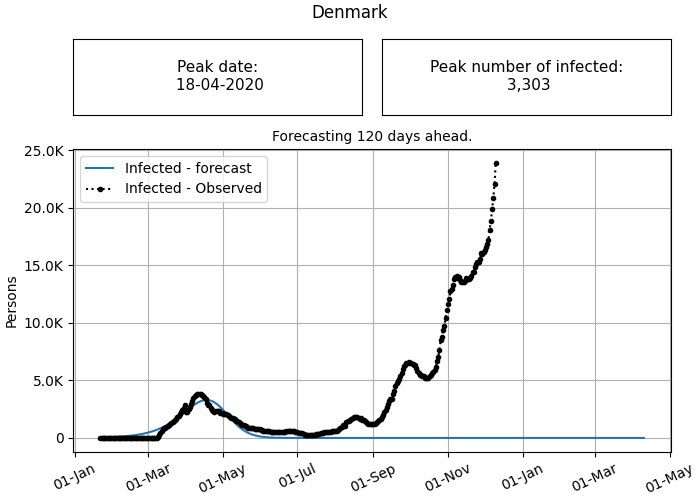 Denmark
Peak date:
18-04-2020
Peak number of infected:
3,303
Forecasting 120 days ahead.
Infected - forecast
Infected - Observed
Persons
25.0K
20.0K
15.0K
10.0K
5.0K
0
01-Jan
01-Mar
01-May
01-Jul
01-Sep
01-Nov
01-Jan
01-Mar
01-May